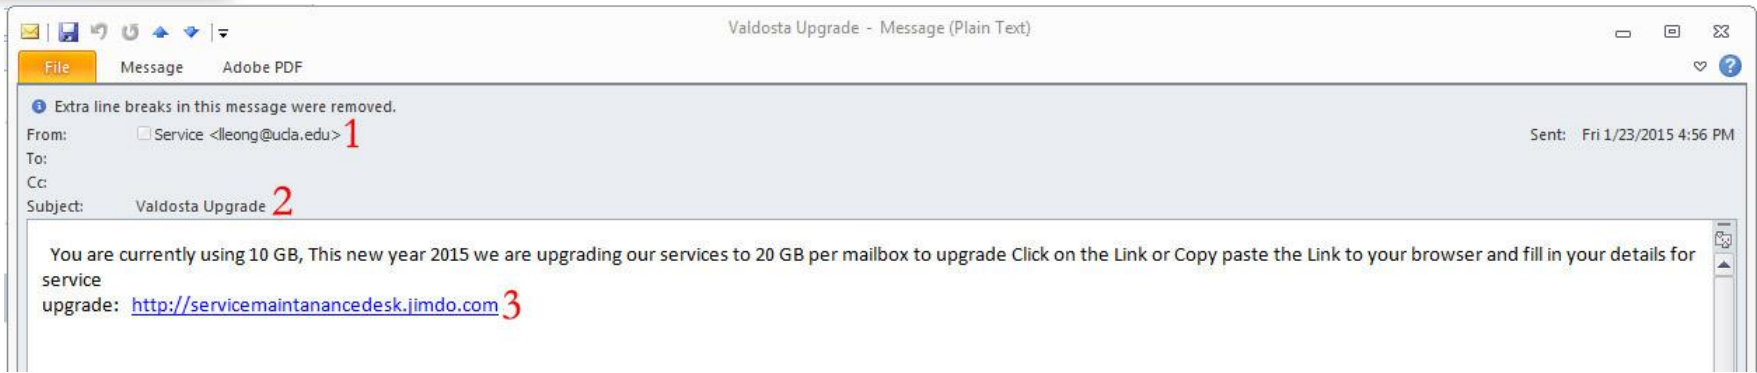 Valdosta Upgrade - Message (Plain Text)
File Message Adobe PDF
Extra line breaks in this message were removed.
From: Service <lleong@ucla.edu> 1 Sent: Fri 1/23/2015 4:56 PM
To:
Cc:
Subject: Valdosta Upgrade 2
You are currently using 10 GB, This new year 2015 we are upgrading our services to 20 GB per mailbox to upgrade Click on the Link or Copy paste the Link to your browser and fill in your details for
service
upgrade: http://servicemaintanancedesk.jimdo.com 3